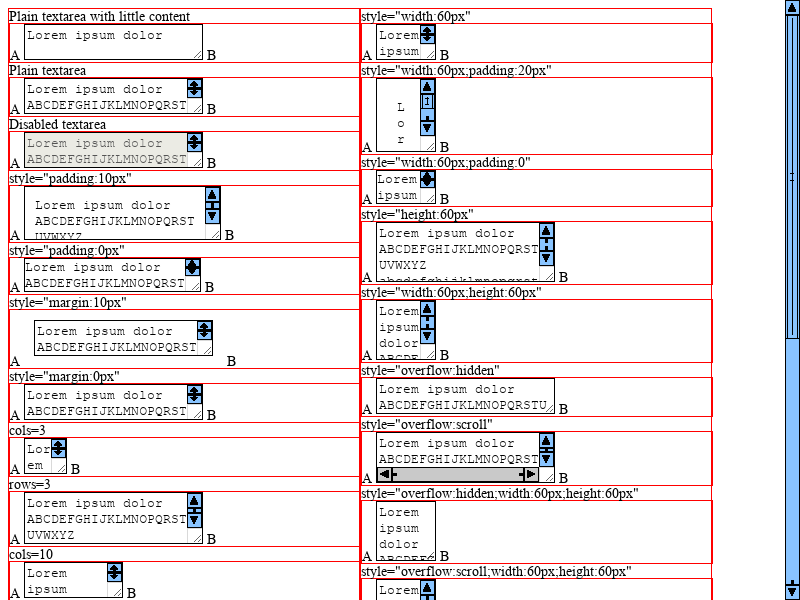 Plain textarea with little content
Lorem ipsum dolor
A B
Plain textarea
Lorem ipsum dolor
ABCDEFGHIJKLMNOPQRST
A B
Disabled textarea
Lorem ipsum dolor
ABCDEFGHIJKLMNOPQRST
A B
style="padding:10px"
Lorem ipsum dolor
ABCDEFGHIJKLMNOPQRST
UVWXYZ
A B
style="padding:0px"
Lorem ipsum dolor
ABCDEFGHIJKLMNOPQRST
A B
style="margin:10px"
Lorem ipsum dolor
ABCDEFGHIJKLMNOPQRST
A B
style="margin:0px"
Lorem ipsum dolor
ABCDEFGHIJKLMNOPQRST
A B
cols=3
Lor
em
A B
rows=3
Lorem ipsum dolor
ABCDEFGHIJKLMNOPQRST
UVWXYZ
A B
cols=10
Lorem
ipsum
A B
style="width:60px"
Lorem
ipsum
A B
style="width:60px;padding:20px"
L
o
r
A B
style="width:60px;padding:0"
Lorem
ipsum
A B
style="height:60px"
Lorem ipsum dolor
ABCDEFGHIJKLMNOPQRST
UVWXYZ
abcdefghijklmnopqrst
A B
style="width:60px;height:60px"
Lorem
ipsum
dolor
ABCDE
A B
style="overflow:hidden"
Lorem ipsum dolor
ABCDEFGHIJKLMNOPQRSTU
A B
style="overflow:scroll"
Lorem ipsum dolor
ABCDEFGHIJKLMNOPQRST
A B
style="overflow:hidden;width:60px;height:60px"
Lorem
ipsum
dolor
ABCDEF
A B
style="overflow:scroll;width:60px;height:60px"
Lorem